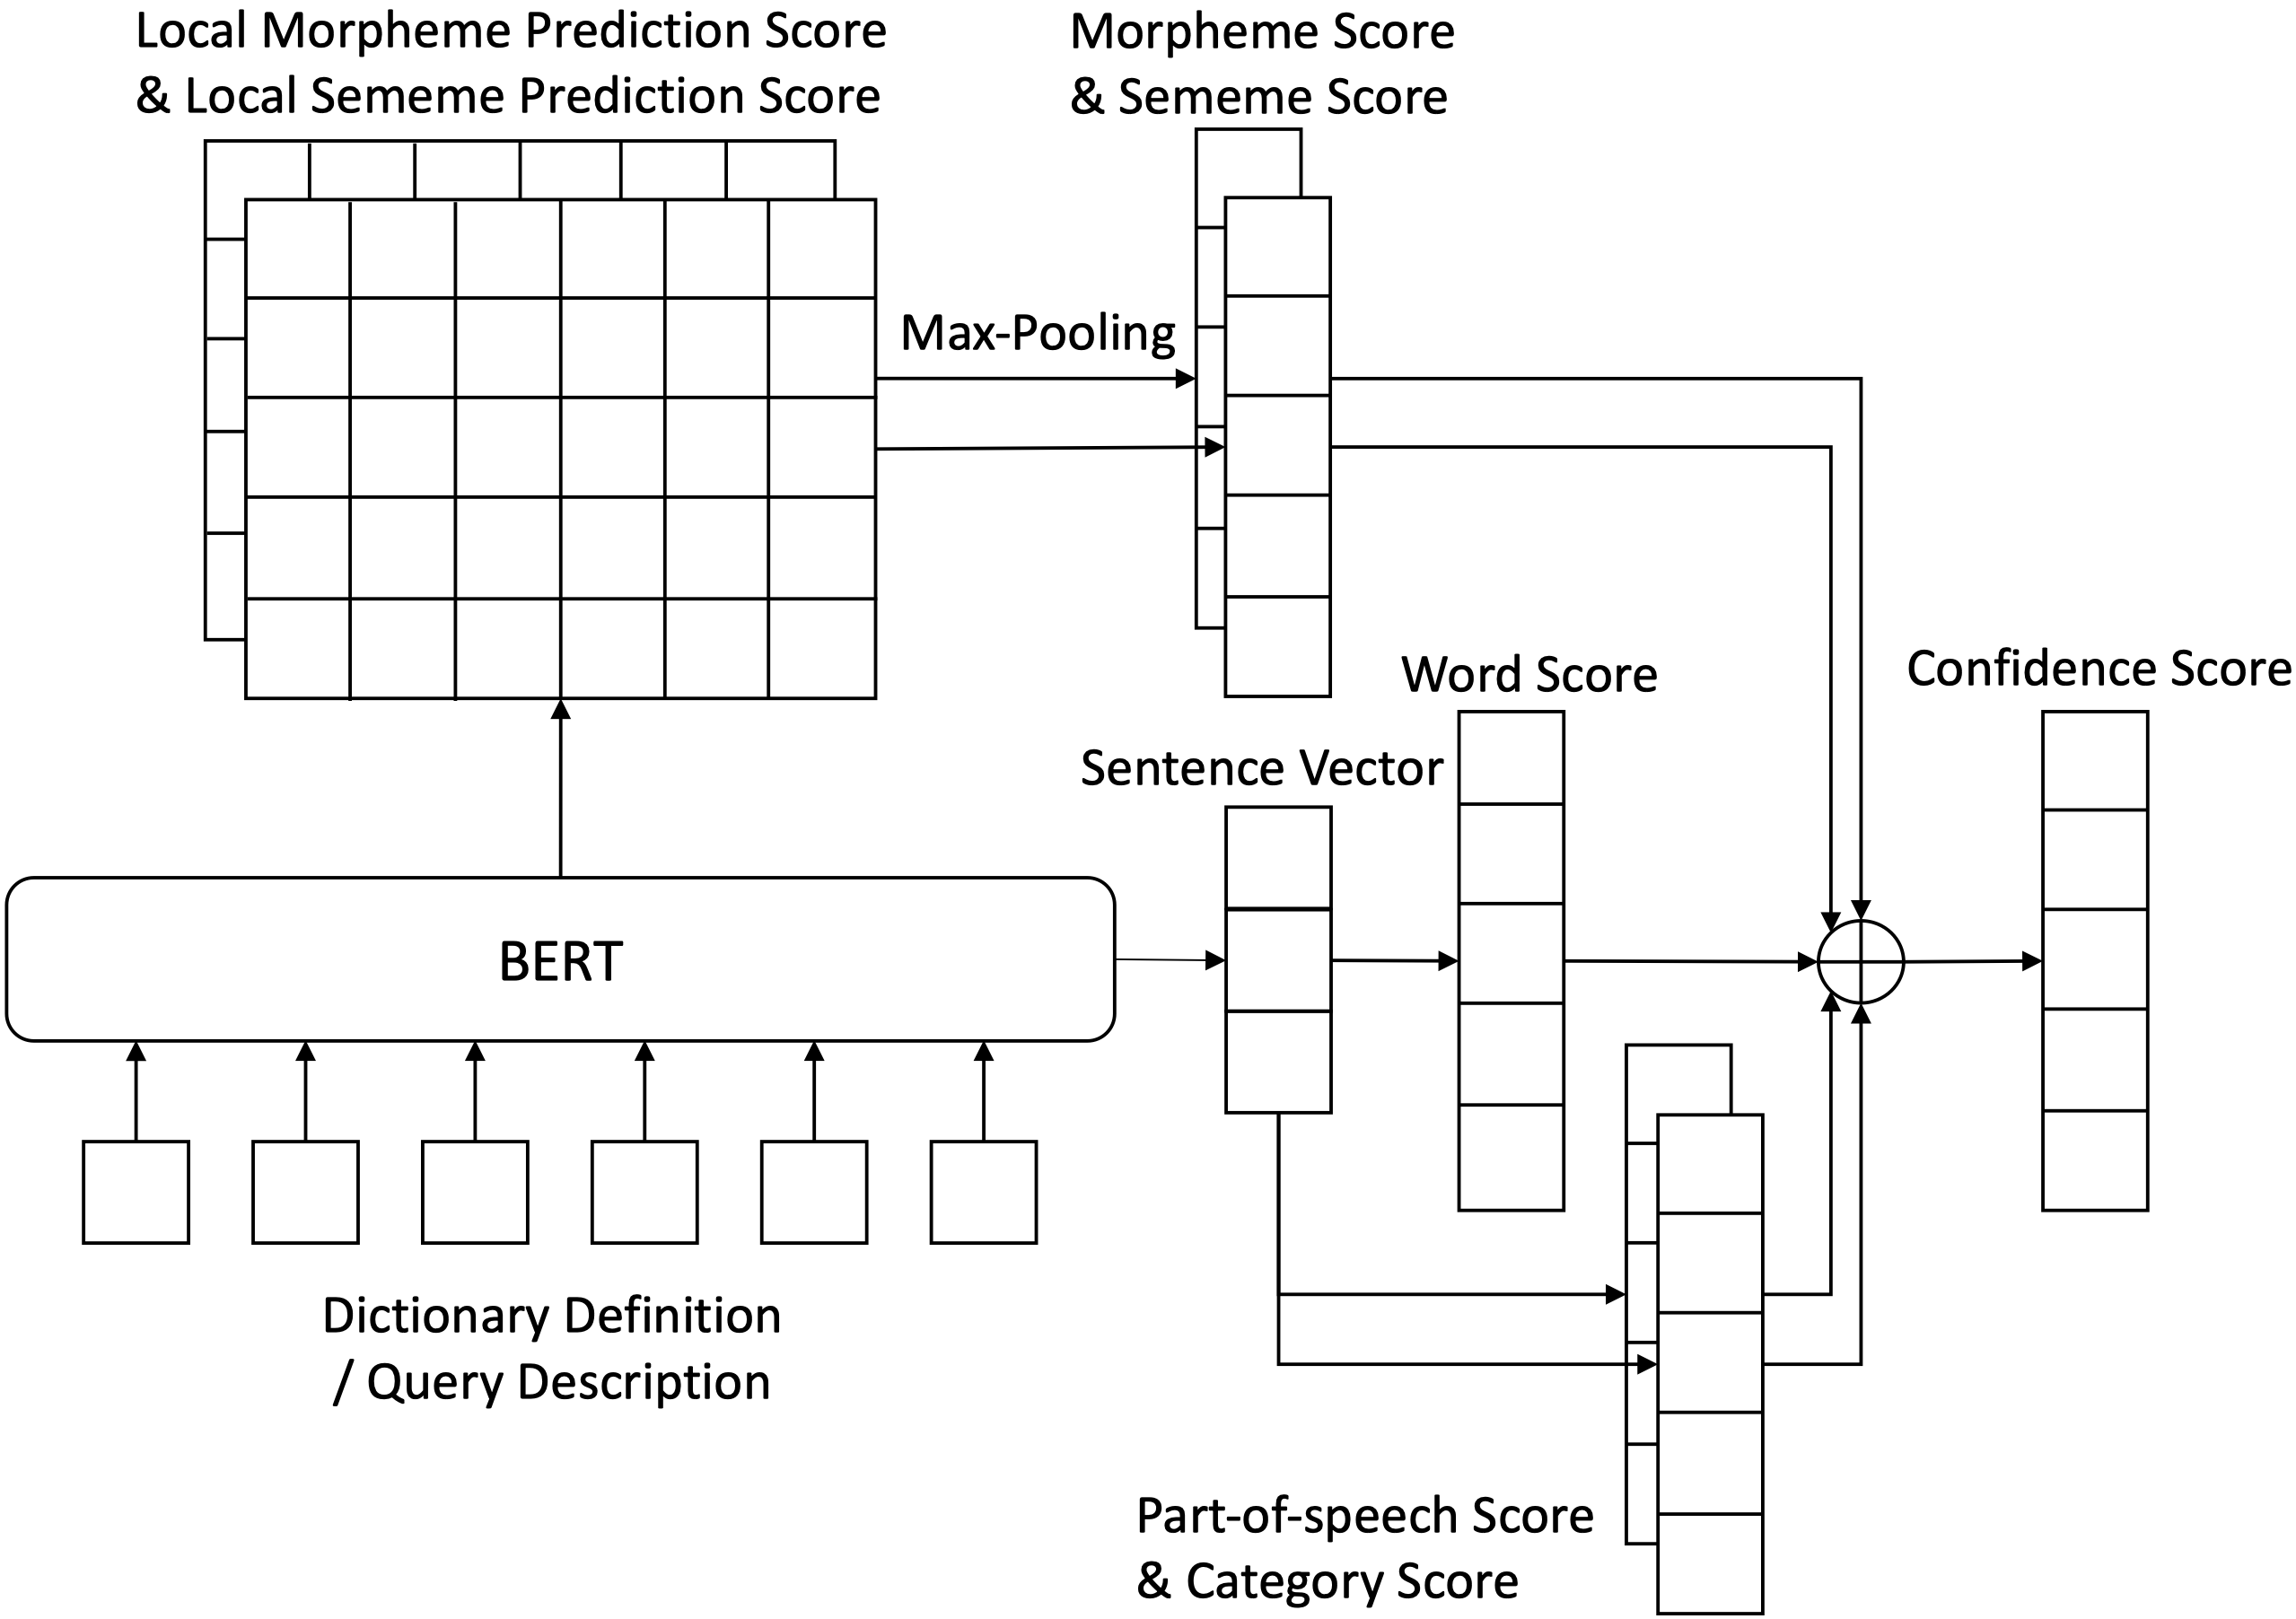 Local Morpheme Prediction Score
& Local Sememe Prediction Score
Morpheme Score
& Sememe Score
Max-Pooling
Word Score
Confidence Score
Sentence Vector
BERT
Dictionary Definition
/ Query Description
Part-of-speech Score
& Category Score